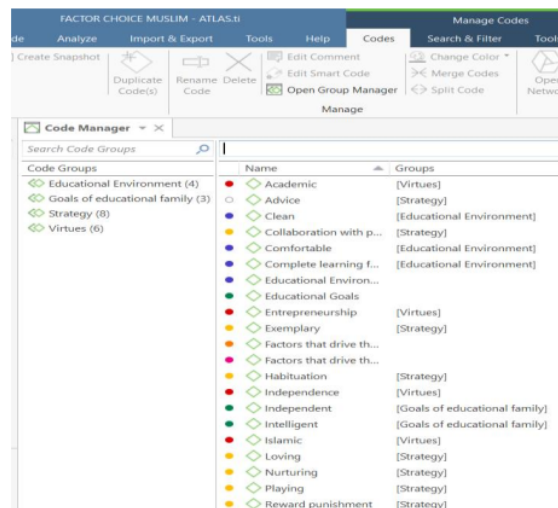 FACTOR CHOICE MUSLIM - ATLAS.ti
Manage Codes
de Analyze Import & Export Tools Help Codes Search & Filter Tools
Create Snapshot
Duplicate Code(s)
Rename Code
Delete
Edit Comment
Edit Smart Code
Open Group Manager
Change Color
Merge Codes
Split Code
Open
Manage
Code Manager
Search Code Groups
Code Groups
Educational Environment (4)
Goals of educational family (3)
Strategy (8)
Virtues (6)
Name Groups
Academic [Virtues]
Advice [Strategy]
Clean [Educational Environment]
Collaboration with p... [Strategy]
Comfortable [Educational Environment]
Complete learning f... [Educational Environment]
Educational Environ...
Educational Goals
Entrepreneurship [Virtues]
Exemplary [Strategy]
Factors that drive th...
Factors that drive th...
Habituation [Strategy]
Independence [Virtues]
Independent [Goals of educational family]
Intelligent [Goals of educational family]
Islamic [Virtues]
Loving [Strategy]
Nurturing [Strategy]
Playing [Strategy]
Reward punishment [Strategy]